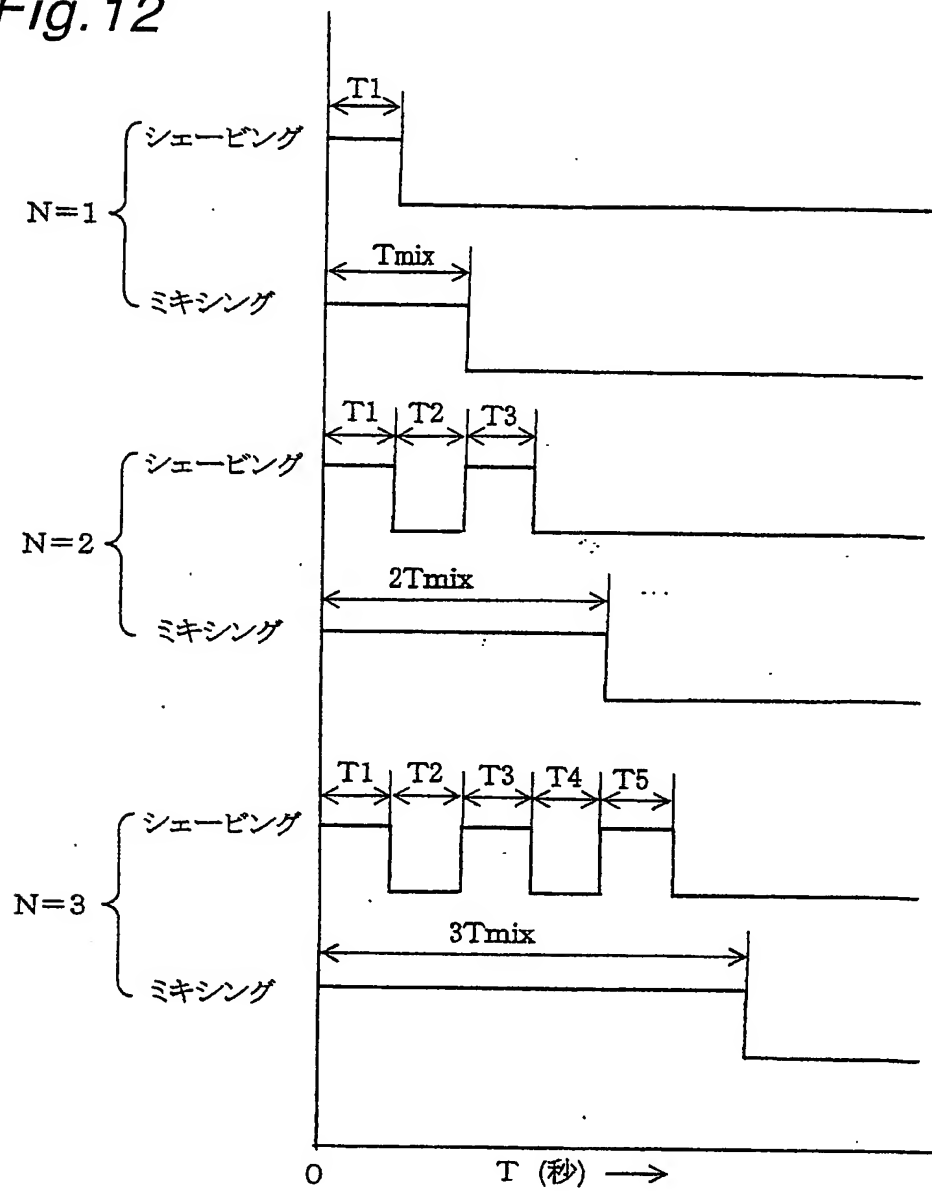 Fig. 12
T1
シェービング
N=1
Tmix
ミキシング
T1 T2 T3
シェービング
N=2
2Tmix
ミキシング
T1 T2 T3 T4 T5
シェービング
N=3
3Tmix
ミキシング
0 T (秒)